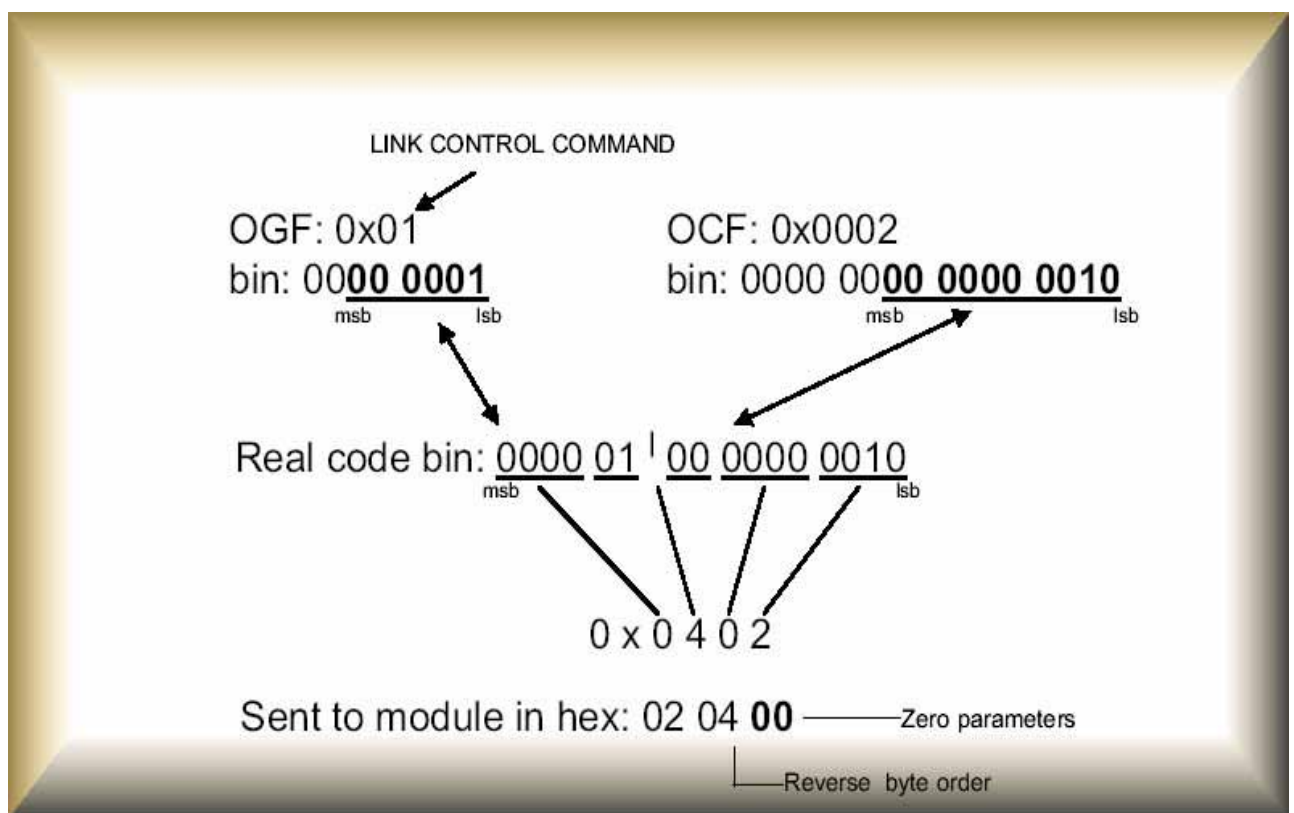 LINK CONTROL COMMAND
OGF: 0x01
bin: 0000 0001
msb lsb
OCF: 0x0002
bin: 0000 0000 0000 0010
msb lsb
Real code bin: 0000 01 | 00 0000 0010
msb lsb
0 x 0 4 0 2
Sent to module in hex: 02 04 00 Zero parameters
Reverse byte order